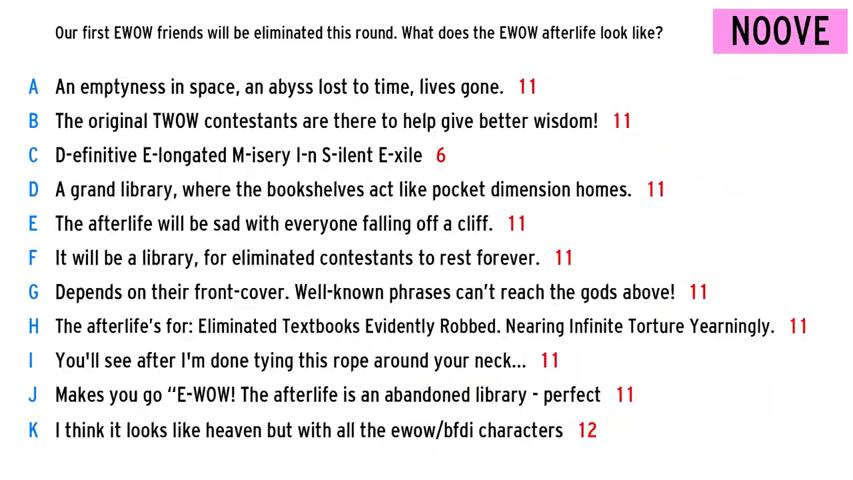 Our first EWOW friends will be eliminated this round. What does the EWOW afterlife look like?
NOOVE
A An emptyness in space, an abyss lost to time, lives gone. 11
B The original TWOW contestants are there to help give better wisdom! 11
C D-efinitive E-longated M-isery I-n S-ilent E-xile 6
D A grand library, where the bookshelves act like pocket dimension homes. 11
E The afterlife will be sad with everyone falling off a cliff. 11
F It will be a library, for eliminated contestants to rest forever. 11
G Depends on their front-cover. Well-known phrases can't reach the gods above! 11
H The afterlife's for: Eliminated Textbooks Evidently Robbed. Nearing Infinite Torture Yearningly. 11
I You'll see after I'm done tying this rope around your neck... 11
J Makes you go “E-WOW! The afterlife is an abandoned library - perfect 11
K I think it looks like heaven but with all the ewow/bfdi characters 12